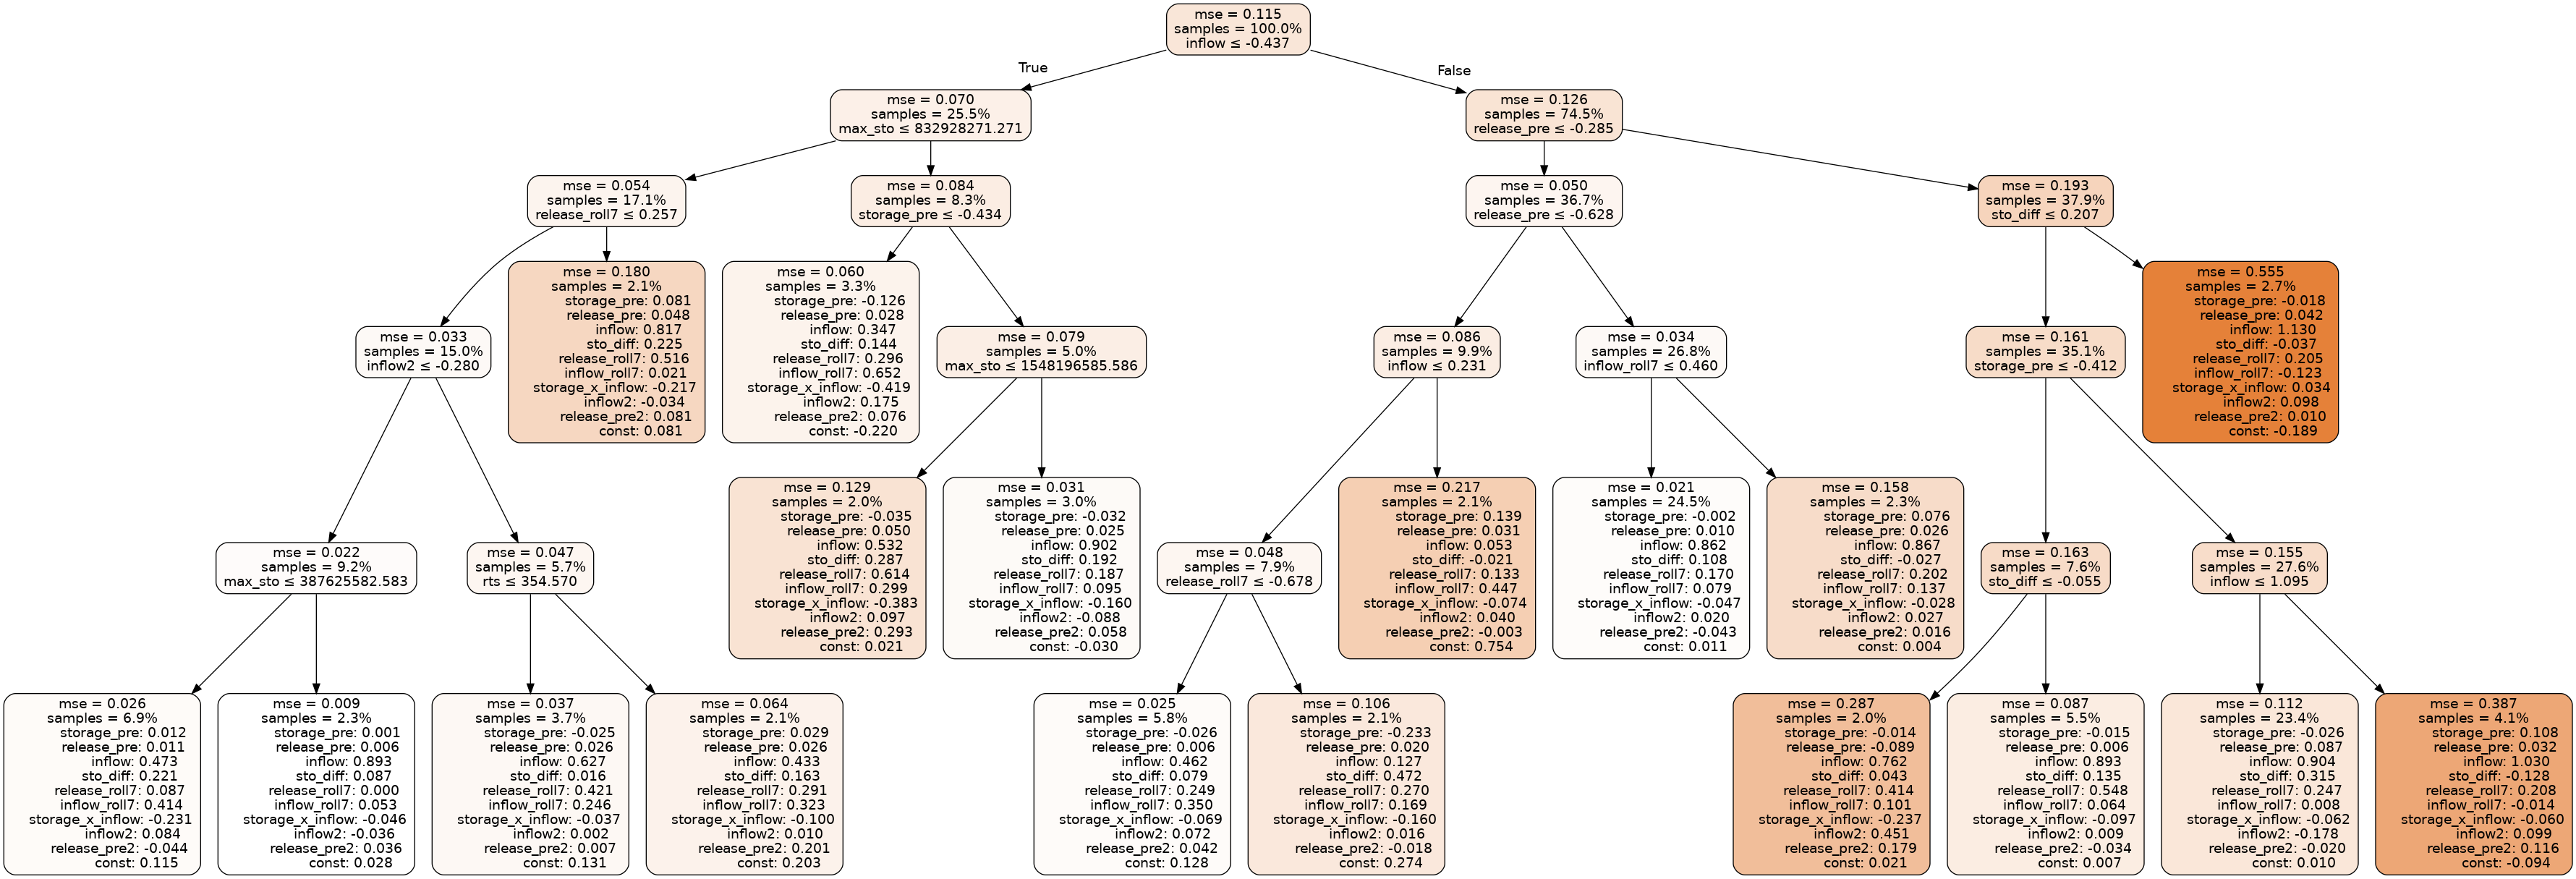 mse = 0.115
samples = 100.0%
inflow ≤ -0.437
True
False
mse = 0.070
samples = 25.5%
max_sto ≤ 832928271.271
mse = 0.126
samples = 74.5%
release_pre ≤ -0.285
mse = 0.054
samples = 17.1%
release_roll7 ≤ 0.257
mse = 0.084
samples = 8.3%
storage_pre ≤ -0.434
mse = 0.050
samples = 36.7%
release_pre ≤ -0.628
mse = 0.193
samples = 37.9%
sto_diff ≤ 0.207
mse = 0.180
samples = 2.1%
storage_pre: 0.081
release_pre: 0.048
inflow: 0.817
sto_diff: 0.225
release_roll7: 0.516
inflow_roll7: 0.021
storage_x_inflow: -0.217
inflow2: -0.034
release_pre2: 0.081
const: 0.081
mse = 0.060
samples = 3.3%
storage_pre: -0.126
release_pre: 0.028
inflow: 0.347
sto_diff: 0.144
release_roll7: 0.296
inflow_roll7: 0.652
storage_x_inflow: -0.419
inflow2: 0.175
release_pre2: 0.076
const: -0.220
mse = 0.555
samples = 2.7%
storage_pre: -0.018
release_pre: 0.042
inflow: 1.130
sto_diff: -0.037
release_roll7: 0.205
inflow_roll7: -0.123
storage_x_inflow: 0.034
inflow2: 0.098
release_pre2: 0.010
const: -0.189
mse = 0.033
samples = 15.0%
inflow2 ≤ -0.280
mse = 0.079
samples = 5.0%
max_sto ≤ 1548196585.586
mse = 0.086
samples = 9.9%
inflow ≤ 0.231
mse = 0.034
samples = 26.8%
inflow_roll7 ≤ 0.460
mse = 0.161
samples = 35.1%
storage_pre ≤ -0.412
mse = 0.129
samples = 2.0%
storage_pre: -0.035
release_pre: 0.050
inflow: 0.532
sto_diff: 0.287
release_roll7: 0.614
inflow_roll7: 0.299
storage_x_inflow: -0.383
inflow2: 0.097
release_pre2: 0.293
const: 0.021
mse = 0.031
samples = 3.0%
storage_pre: -0.032
release_pre: 0.025
inflow: 0.902
sto_diff: 0.192
release_roll7: 0.187
inflow_roll7: 0.095
storage_x_inflow: -0.160
inflow2: -0.088
release_pre2: 0.058
const: -0.030
mse = 0.217
samples = 2.1%
storage_pre: 0.139
release_pre: 0.031
inflow: 0.053
sto_diff: -0.021
release_roll7: 0.133
inflow_roll7: 0.447
storage_x_inflow: -0.074
inflow2: 0.040
release_pre2: -0.003
const: 0.754
mse = 0.021
samples = 24.5%
storage_pre: -0.002
release_pre: 0.010
inflow: 0.862
sto_diff: 0.108
release_roll7: 0.170
inflow_roll7: 0.079
storage_x_inflow: -0.047
inflow2: 0.020
release_pre2: -0.043
const: 0.011
mse = 0.158
samples = 2.3%
storage_pre: 0.076
release_pre: 0.026
inflow: 0.867
sto_diff: -0.027
release_roll7: 0.202
inflow_roll7: 0.137
storage_x_inflow: -0.028
inflow2: 0.027
release_pre2: 0.016
const: 0.004
mse = 0.022
samples = 9.2%
max_sto ≤ 387625582.583
mse = 0.047
samples = 5.7%
rts ≤ 354.570
mse = 0.048
samples = 7.9%
release_roll7 ≤ -0.678
mse = 0.163
samples = 7.6%
sto_diff ≤ -0.055
mse = 0.155
samples = 27.6%
inflow ≤ 1.095
mse = 0.026
samples = 6.9%
storage_pre: 0.012
release_pre: 0.011
inflow: 0.473
sto_diff: 0.221
release_roll7: 0.087
inflow_roll7: 0.414
storage_x_inflow: -0.231
inflow2: 0.084
release_pre2: -0.044
const: 0.115
mse = 0.009
samples = 2.3%
storage_pre: 0.001
release_pre: 0.006
inflow: 0.893
sto_diff: 0.087
release_roll7: 0.000
inflow_roll7: 0.053
storage_x_inflow: -0.046
inflow2: -0.036
release_pre2: 0.036
const: 0.028
mse = 0.037
samples = 3.7%
storage_pre: -0.025
release_pre: 0.026
inflow: 0.627
sto_diff: 0.016
release_roll7: 0.421
inflow_roll7: 0.246
storage_x_inflow: -0.037
inflow2: 0.002
release_pre2: 0.007
const: 0.131
mse = 0.064
samples = 2.1%
storage_pre: 0.029
release_pre: 0.026
inflow: 0.433
sto_diff: 0.163
release_roll7: 0.291
inflow_roll7: 0.323
storage_x_inflow: -0.100
inflow2: 0.010
release_pre2: 0.201
const: 0.203
mse = 0.025
samples = 5.8%
storage_pre: -0.026
release_pre: 0.006
inflow: 0.462
sto_diff: 0.079
release_roll7: 0.249
inflow_roll7: 0.350
storage_x_inflow: -0.069
inflow2: 0.072
release_pre2: 0.042
const: 0.128
mse = 0.106
samples = 2.1%
storage_pre: -0.233
release_pre: 0.020
inflow: 0.127
sto_diff: 0.472
release_roll7: 0.270
inflow_roll7: 0.169
storage_x_inflow: -0.160
inflow2: 0.016
release_pre2: -0.018
const: 0.274
mse = 0.287
samples = 2.0%
storage_pre: -0.014
release_pre: -0.089
inflow: 0.762
sto_diff: 0.043
release_roll7: 0.414
inflow_roll7: 0.101
storage_x_inflow: -0.237
inflow2: 0.451
release_pre2: 0.179
const: 0.021
mse = 0.087
samples = 5.5%
storage_pre: -0.015
release_pre: 0.006
inflow: 0.893
sto_diff: 0.135
release_roll7: 0.548
inflow_roll7: 0.064
storage_x_inflow: -0.097
inflow2: 0.009
release_pre2: -0.034
const: 0.007
mse = 0.112
samples = 23.4%
storage_pre: -0.026
release_pre: 0.087
inflow: 0.904
sto_diff: 0.315
release_roll7: 0.247
inflow_roll7: 0.008
storage_x_inflow: -0.062
inflow2: -0.178
release_pre2: -0.020
const: 0.010
mse = 0.387
samples = 4.1%
storage_pre: 0.108
release_pre: 0.032
inflow: 1.030
sto_diff: -0.128
release_roll7: 0.208
inflow_roll7: -0.014
storage_x_inflow: -0.060
inflow2: 0.099
release_pre2: 0.116
const: -0.094